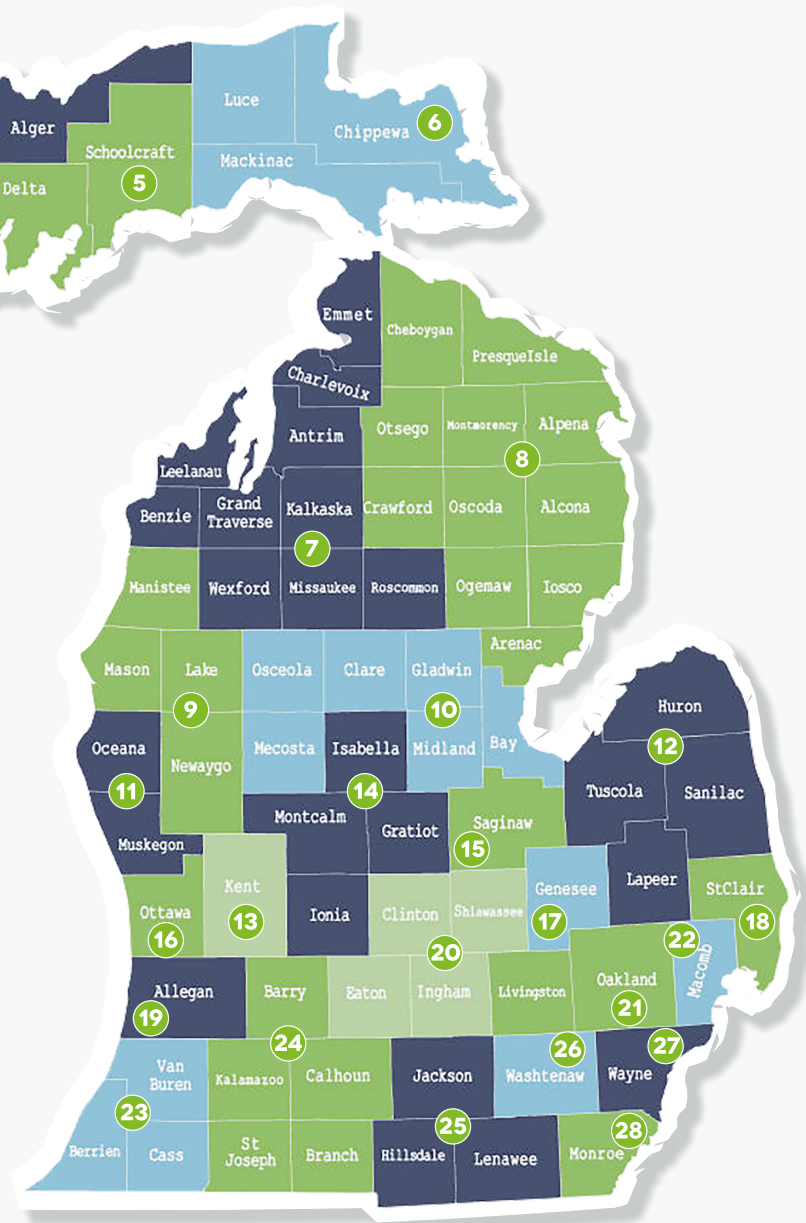 Luce
Alger
Chippewa
6
Schoolcraft
Mackinac
5
Delta
Emmet
Cheboygan
PresqueIsle
Charlevoix
Antrim
Otsego
Montmorency
Alpena
8
Leelanau
Benzie
Grand
Traverse
Kalkaska
Crawford
Oscoda
Alcona
7
Manistee
Wexford
Missaukee
Roscommon
Ogemaw
Iosco
Arenac
Mason
Lake
Osceola
Clare
Gladwin
9
10
Huron
Oceana
Newaygo
Mecosta
Isabella
Midland
Bay
12
11
14
Tuscola
Sanilac
Muskegon
Montcalm
Gratiot
Saginaw
15
Kent
Ionia
Clinton
Shiawassee
Genesee
Lapeer
StClair
Ottawa
13
17
18
16
20
22
Macomb
Allegan
Barry
Eaton
Ingham
Livingston
Oakland
19
21
24
26
27
Van
Buren
Kalamazoo
Calhoun
Jackson
Washtenaw
Wayne
23
25
28
Berrien
Cass
St
Joseph
Branch
Hillsdale
Lenawee
Monroe